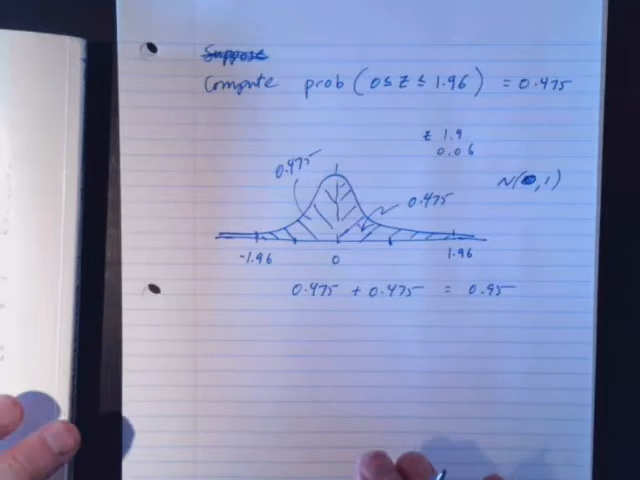 Suppose
Compute prob (0 ≤ z ≤ 1.96) = 0.475
z 1.9
0.06
0.475
N(0,1)
0.475
-1.96 0 1.96
0.475 + 0.475 = 0.95